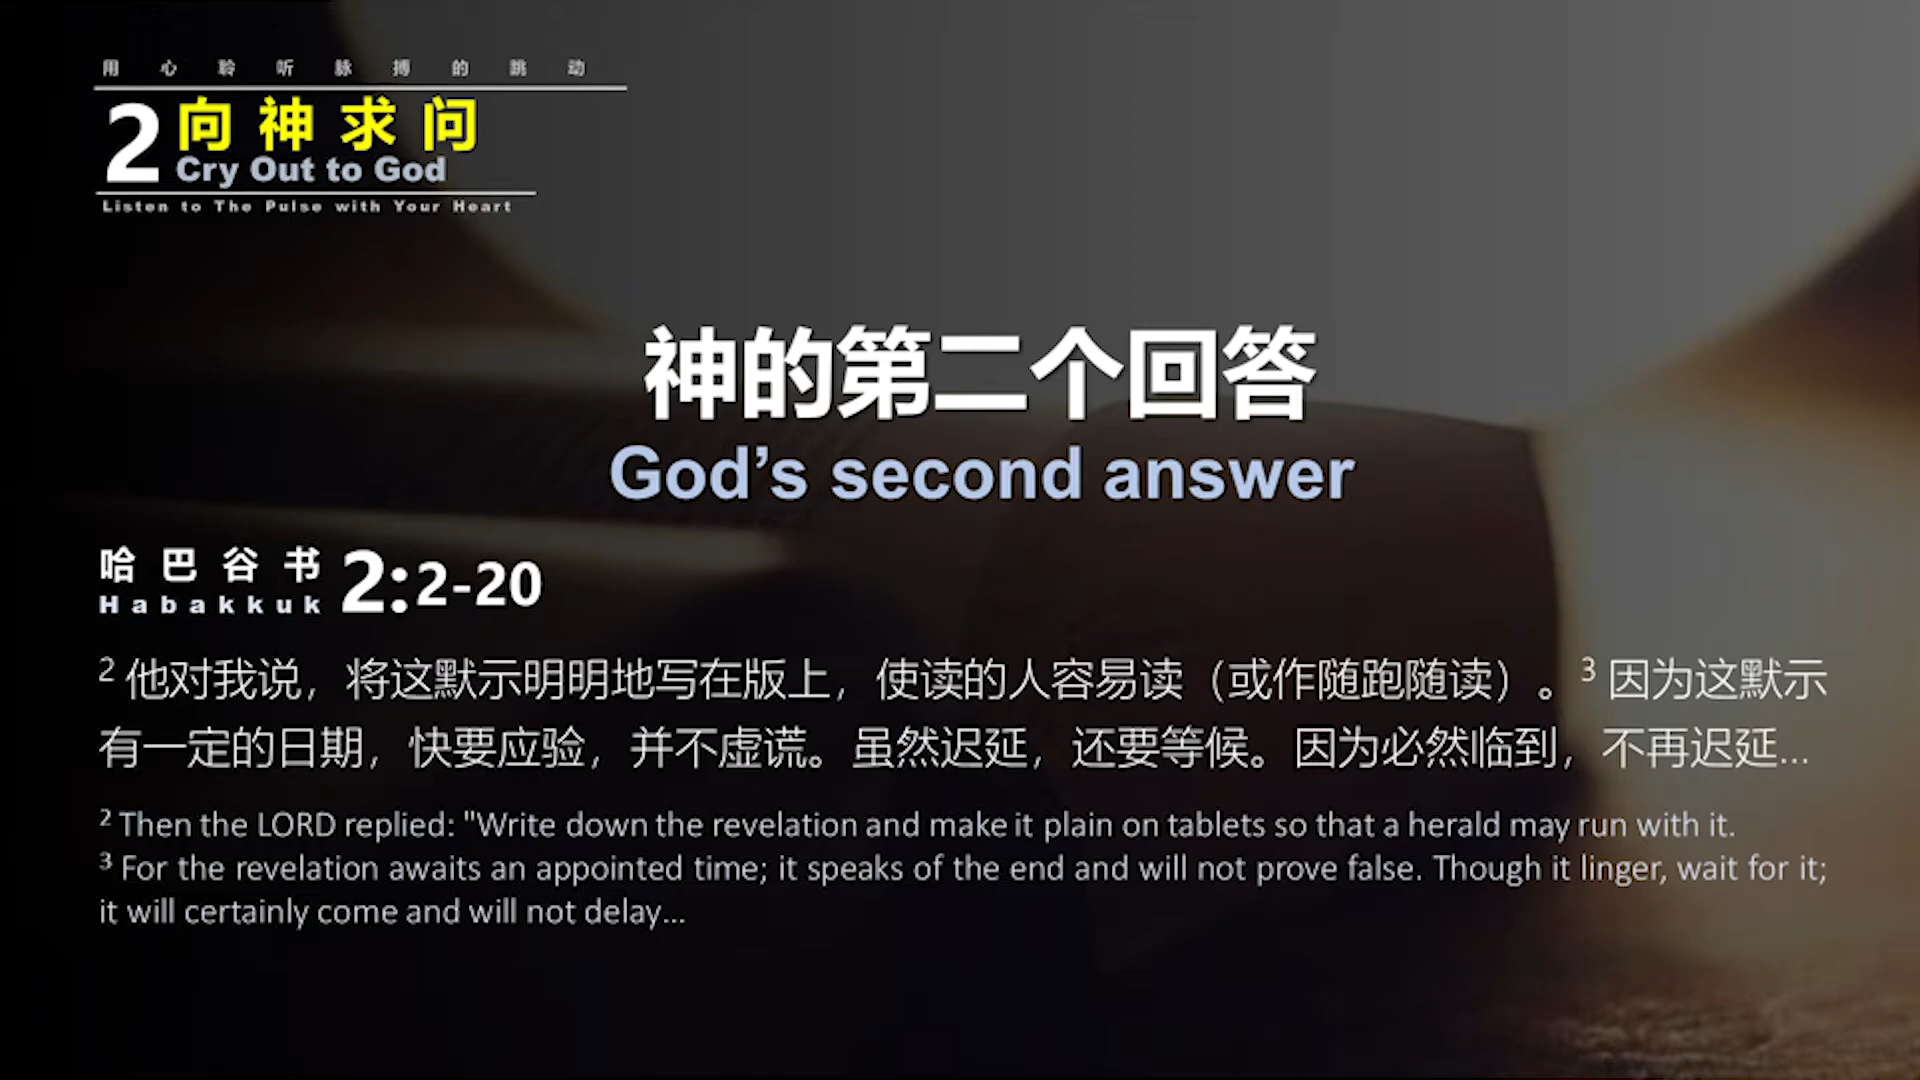 用心聆听脉搏的跳动
2 向神求问
Cry Out to God
Listen to The Pulse with Your Heart
神的第二个回答
God’s second answer
哈巴谷书 2:2-20
Habakkuk
2 他对我说，将这默示明明地写在版上，使读的人容易读（或作随跑随读）。3 因为这默示
有一定的日期，快要应验，并不虚谎。虽然迟延，还要等候。因为必然临到，不再迟延...
2 Then the LORD replied: "Write down the revelation and make it plain on tablets so that a herald may run with it.
3 For the revelation awaits an appointed time; it speaks of the end and will not prove false. Though it linger, wait for it;
it will certainly come and will not delay...